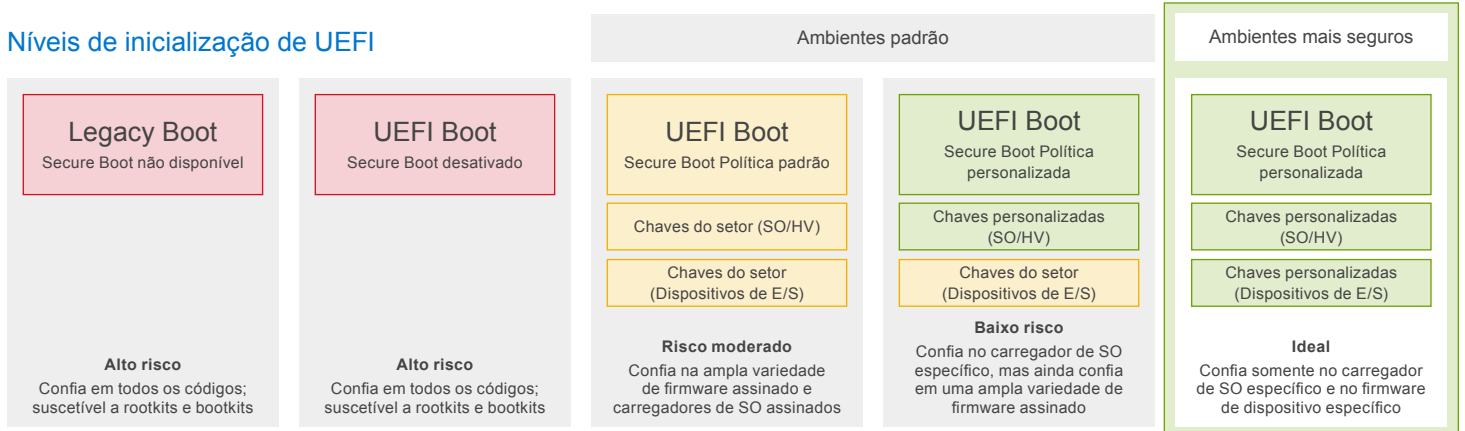 Níveis de inicialização de UEFI
Ambientes padrão
Ambientes mais seguros
Legacy Boot
Secure Boot não disponível
Alto risco
Confia em todos os códigos;
suscetível a rootkits e bootkits
UEFI Boot
Secure Boot desativado
Alto risco
Confia em todos os códigos;
suscetível a rootkits e bootkits
UEFI Boot
Secure Boot Política padrão
Chaves do setor (SO/HV)
Chaves do setor
(Dispositivos de E/S)
Risco moderado
Confia na ampla variedade
de firmware assinado e
carregadores de SO assinados
UEFI Boot
Secure Boot Política
personalizada
Chaves personalizadas
(SO/HV)
Chaves do setor
(Dispositivos de E/S)
Baixo risco
Confia no carregador de SO
específico, mas ainda confia
em uma ampla variedade de
firmware assinado
UEFI Boot
Secure Boot Política
personalizada
Chaves personalizadas
(SO/HV)
Chaves personalizadas
(Dispositivos de E/S)
Ideal
Confia somente no carregador
de SO específico e no firmware
de dispositivo específico